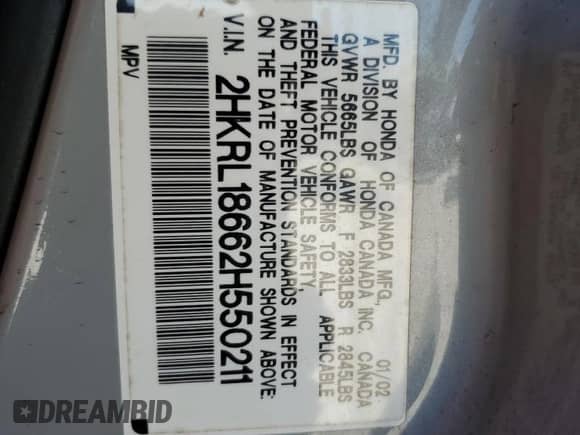 MFD. BY HONDA OF CANADA MFG., 01/02
A DIVISION OF HONDA CANADA INC. CANADA
GVWR 5665LBS GAWR F 2833LBS R 2845LBS
THIS VEHICLE CONFORMS TO ALL APPLICABLE
FEDERAL MOTOR VEHICLE SAFETY,
AND THEFT PREVENTION STANDARDS IN EFFECT
ON THE DATE OF MANUFACTURE SHOWN ABOVE:
V.I.N. 2HKRL18662H550211
MPV
DREAMBID